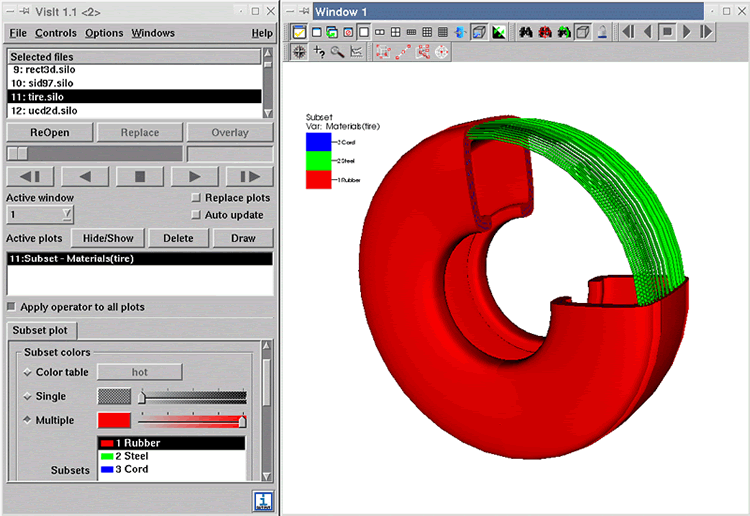 VisIt 1.1 <2>
File Controls Options Windows Help
Selected files
9: rect3d.silo
10: sid97.silo
11: tire.silo
12: ucd2d.silo
ReOpen Replace Overlay
Active window
Replace plots
1
Auto update
Active plots Hide/Show Delete Draw
11:Subset - Materials(tire)
Apply operator to all plots
Subset plot
Subset colors
Color table hot
Single
Multiple
1 Rubber
2 Steel
Subsets 3 Cord
Window 1
Subset
Var: Materials(tire)
3 Cord
2 Steel
1 Rubber